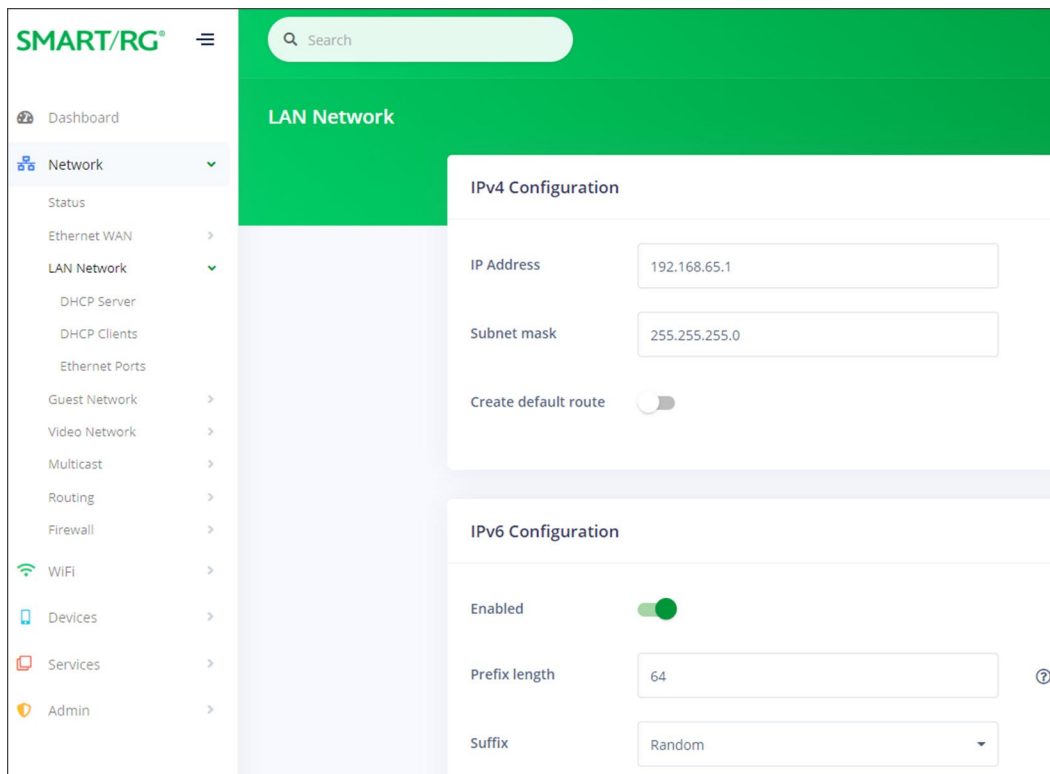 SMART/RG®
Search
Dashboard
LAN Network
Network
Status
Ethernet WAN
LAN Network
DHCP Server
DHCP Clients
Ethernet Ports
Guest Network
Video Network
Multicast
Routing
Firewall
WiFi
Devices
Services
Admin
IPv4 Configuration
IP Address
192.168.65.1
Subnet mask
255.255.255.0
Create default route
IPv6 Configuration
Enabled
Prefix length
64
?
Suffix
Random